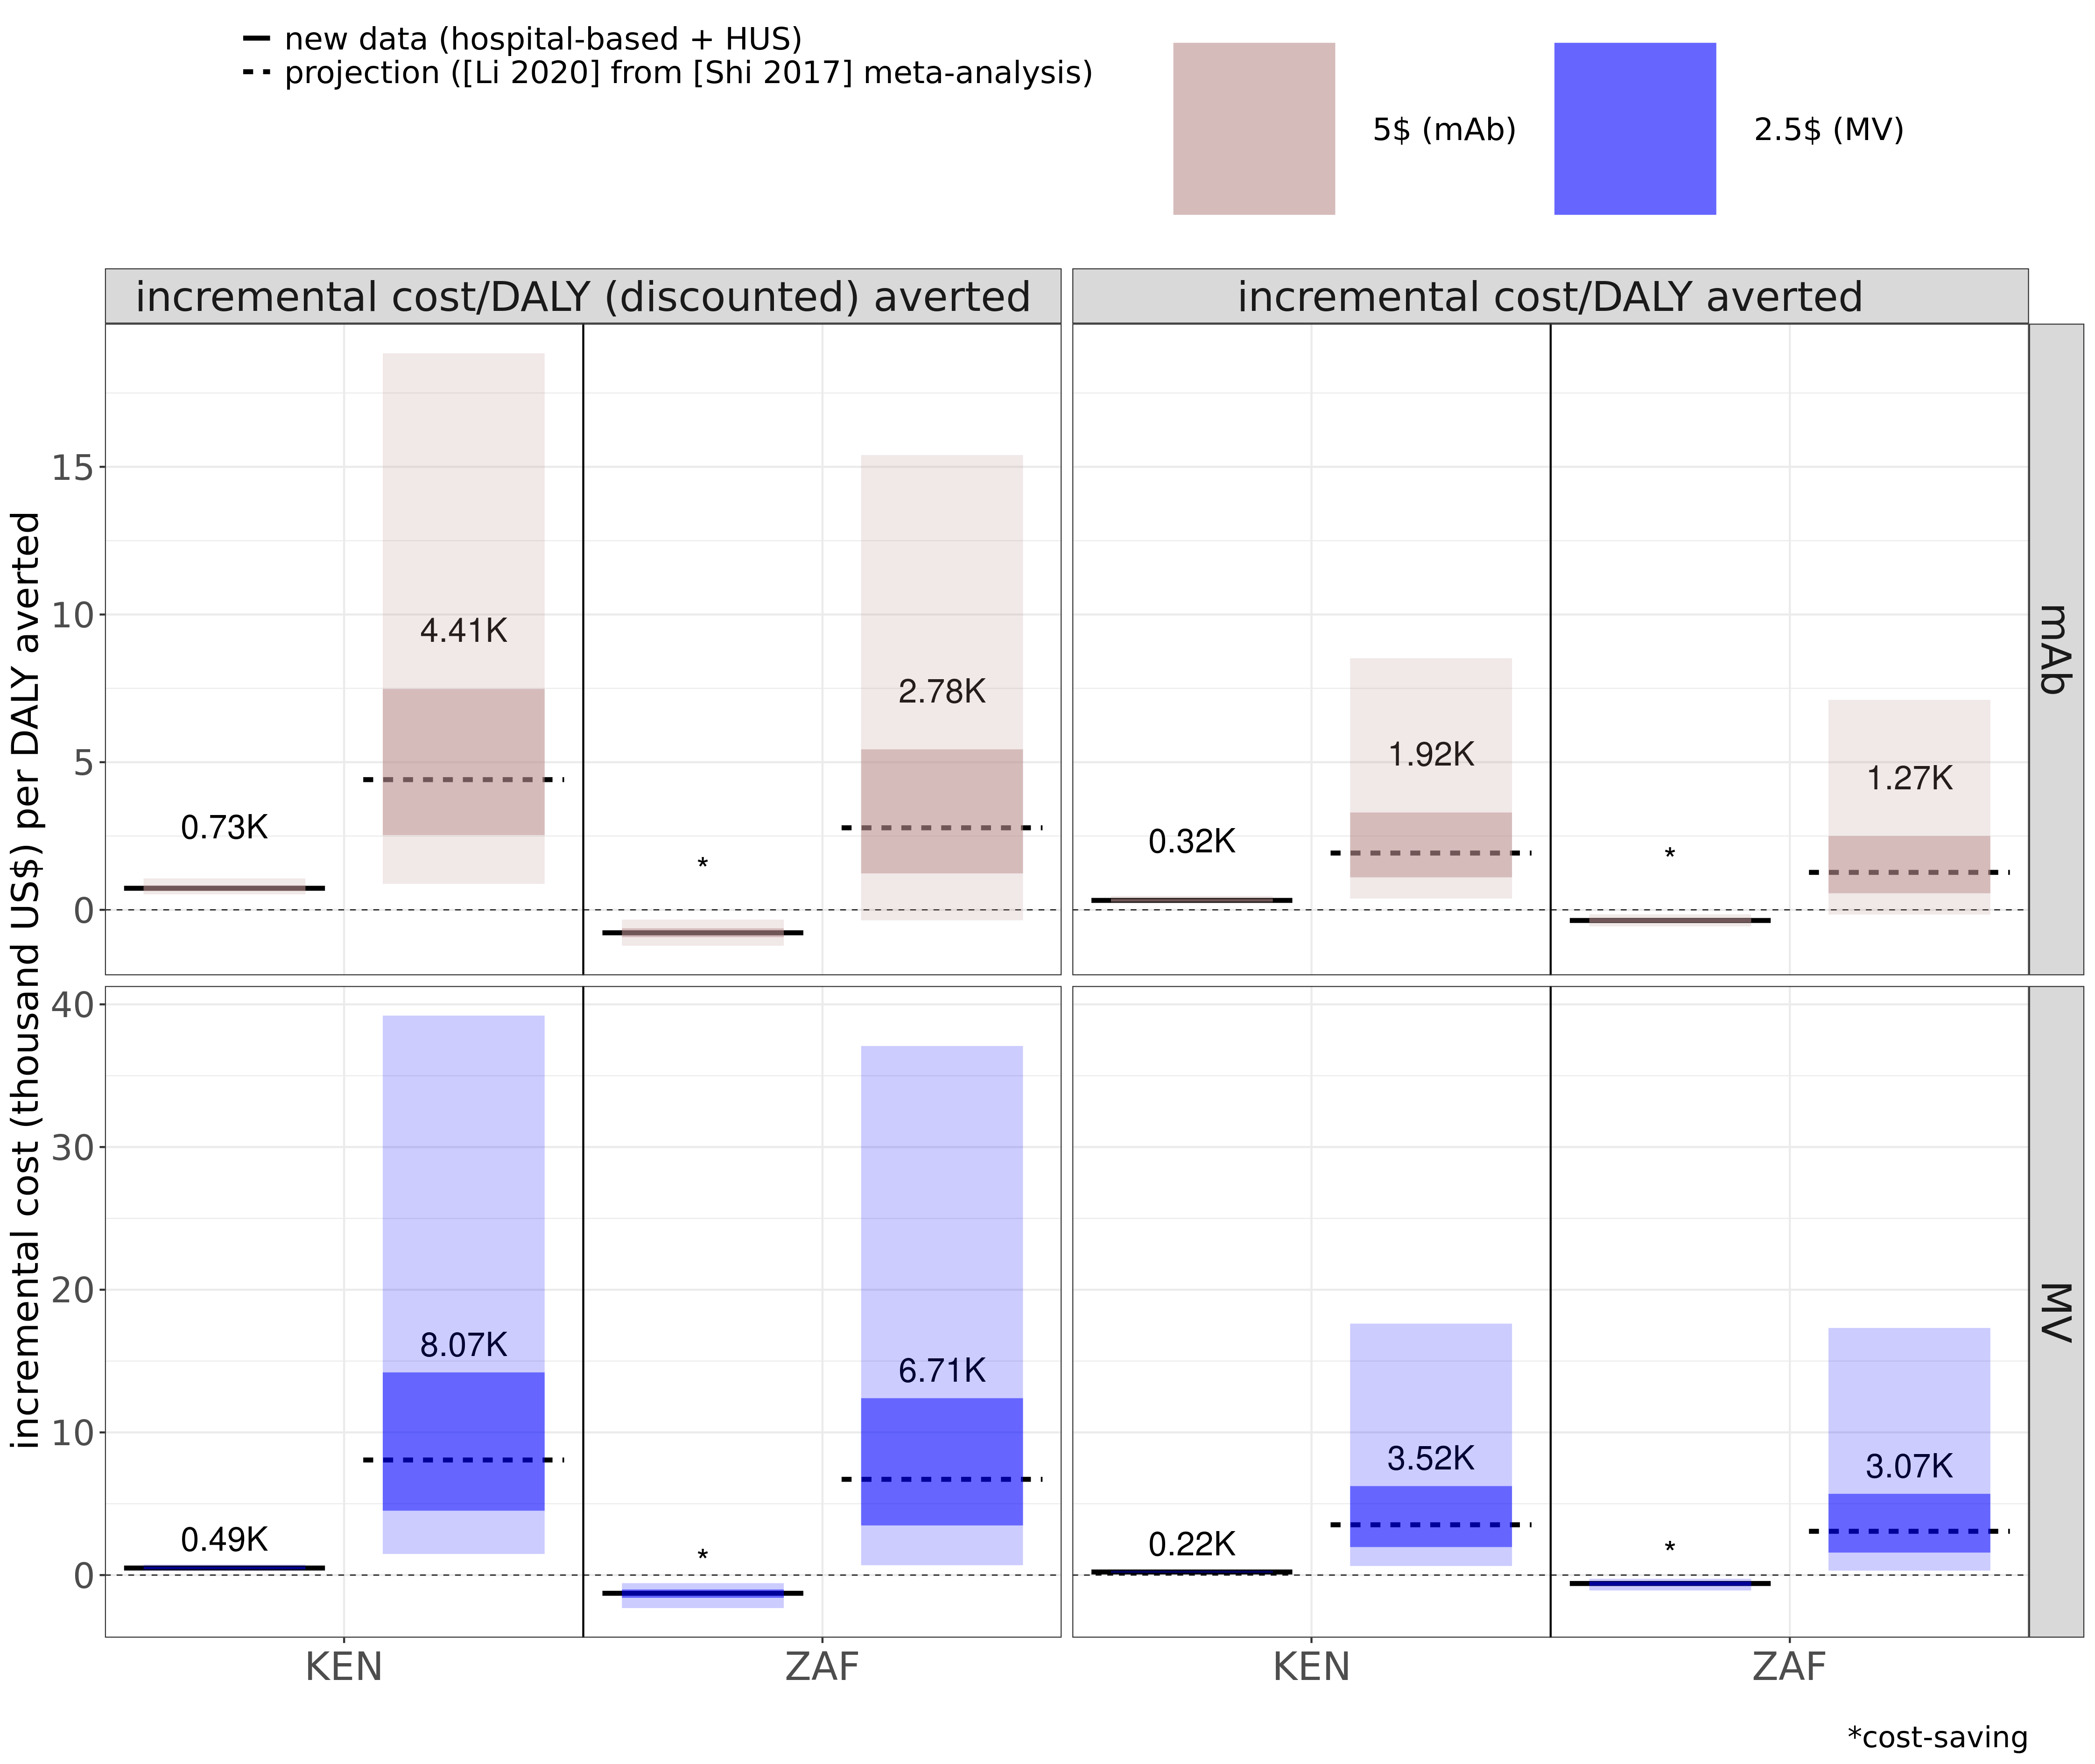 new data (hospital-based + HUS)
projection ([Li 2020] from [Shi 2017] meta-analysis)
5$ (mAb)
2.5$ (MV)
incremental cost/DALY (discounted) averted
incremental cost/DALY averted
incremental cost (thousand US$) per DALY averted
15
10
5
0
0.73K
4.41K
*
2.78K
0.32K
1.92K
*
1.27K
mAb
40
30
20
10
0
0.49K
8.07K
*
6.71K
0.22K
3.52K
*
3.07K
MV
KEN
ZAF
KEN
ZAF
*cost-saving